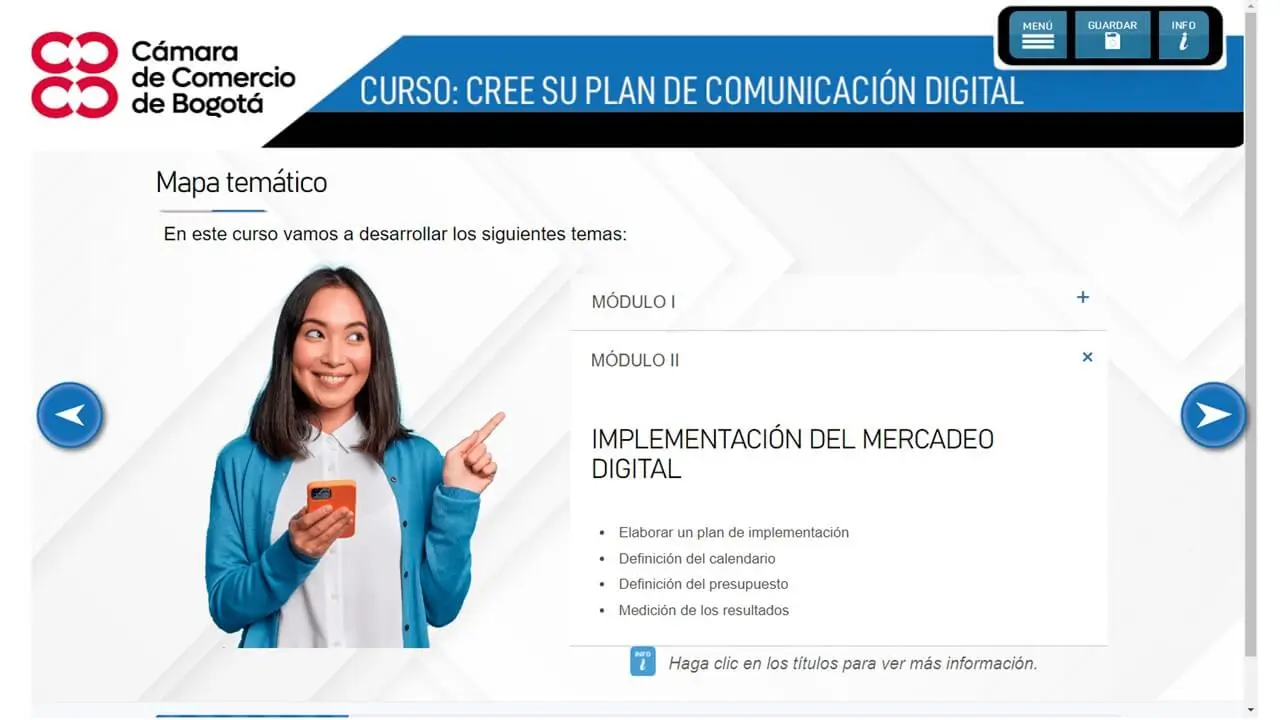 Cámara
de Comercio
de Bogotá
MENÚ
GUARDAR
INFO
i
CURSO: CREE SU PLAN DE COMUNICACIÓN DIGITAL
Mapa temático
En este curso vamos a desarrollar los siguientes temas:
MÓDULO I
+
MÓDULO II
×
IMPLEMENTACIÓN DEL MERCADEO
DIGITAL
• Elaborar un plan de implementación
• Definición del calendario
• Definición del presupuesto
• Medición de los resultados
INFO
i
Haga clic en los títulos para ver más información.